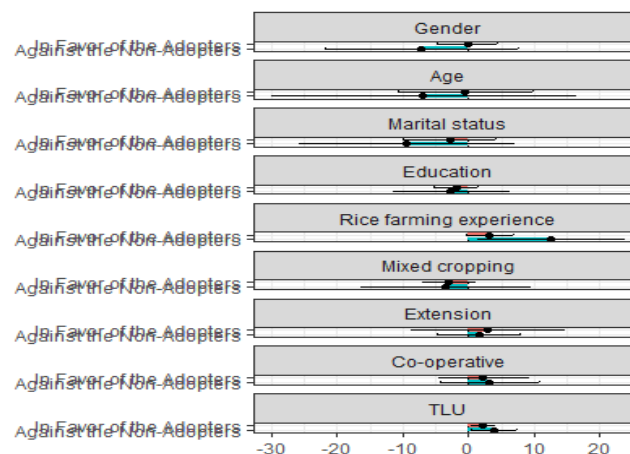 Gender
In Favor of the Adopters
Against the Non-Adopters
Age
In Favor of the Adopters
Against the Non-Adopters
Marital status
In Favor of the Adopters
Against the Non-Adopters
Education
In Favor of the Adopters
Against the Non-Adopters
Rice farming experience
In Favor of the Adopters
Against the Non-Adopters
Mixed cropping
In Favor of the Adopters
Against the Non-Adopters
Extension
In Favor of the Adopters
Against the Non-Adopters
Co-operative
In Favor of the Adopters
Against the Non-Adopters
TLU
In Favor of the Adopters
Against the Non-Adopters
-30 -20 -10 0 10 20